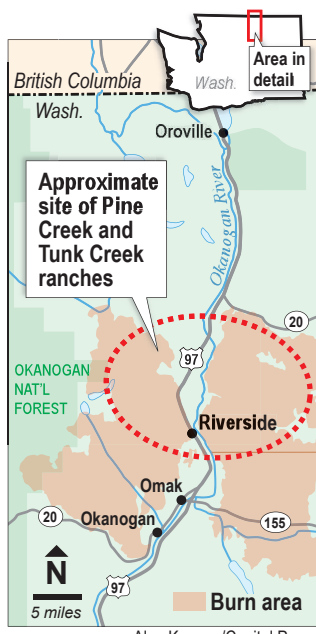 Wash.
Area in
detail
British Columbia
Wash.
Oroville
Okanogan River
Approximate
site of Pine
Creek and
Tunk Creek
ranches
20
97
OKANOGAN
NAT'L
FOREST
Riverside
Omak
20
Okanogan
155
N
97
5 miles
Burn area